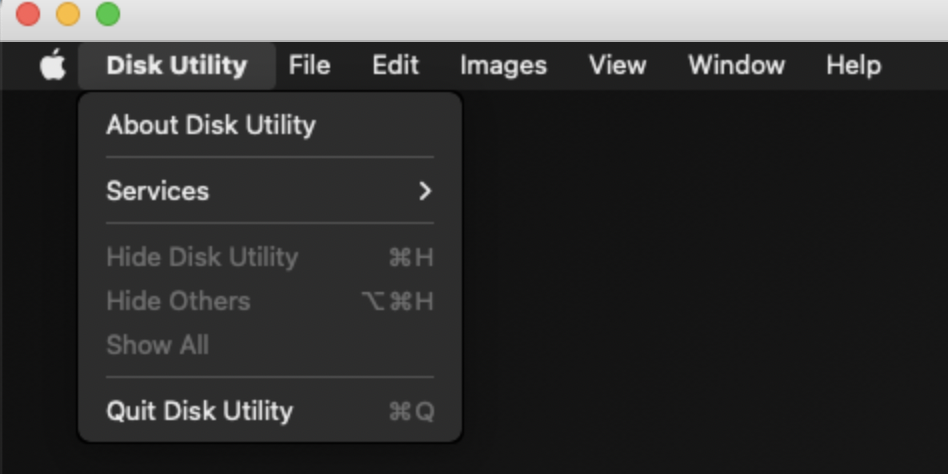 Disk Utility File Edit Images View Window Help
About Disk Utility
Services
Hide Disk Utility ⌘H
Hide Others ⌥⌘H
Show All
Quit Disk Utility ⌘Q